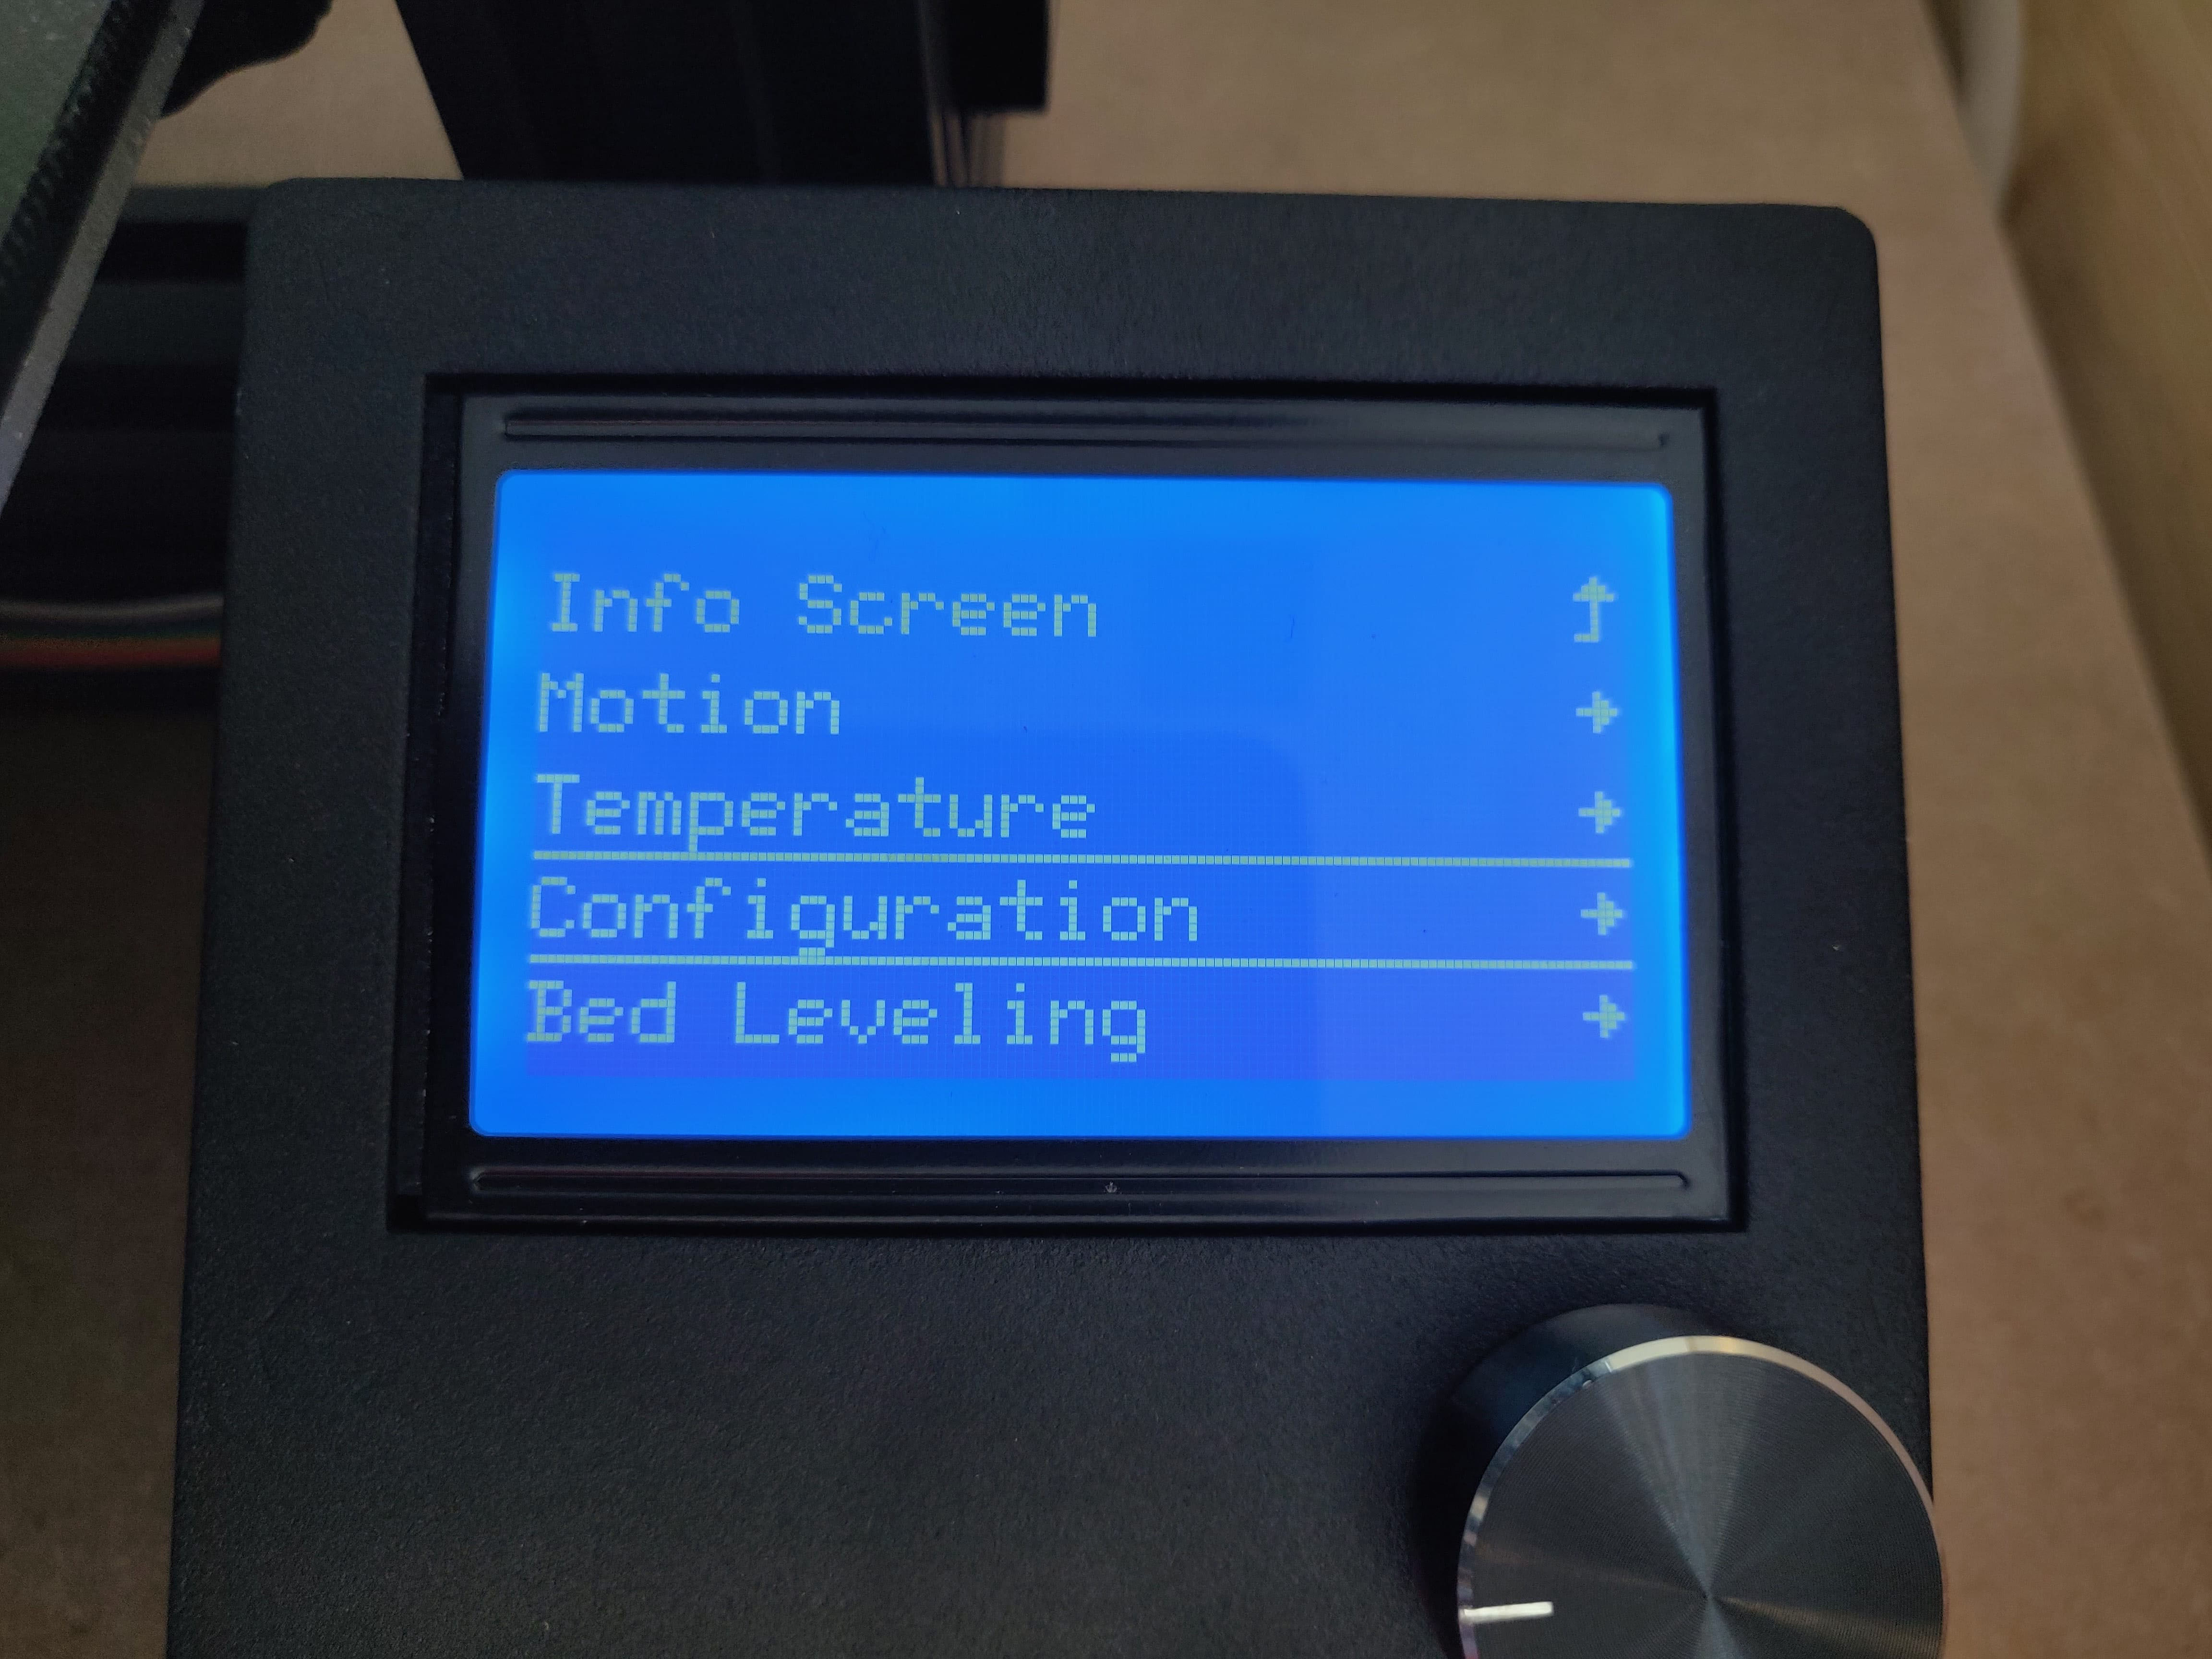 Info Screen
Motion
Temperature
Configuration
Bed Leveling